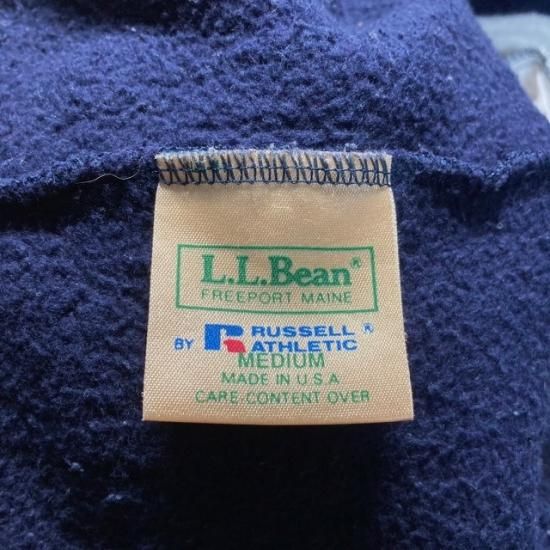 L.L.Bean®
FREEPORT MAINE
BY RUSSELL®
ATHLETIC
MEDIUM
MADE IN U.S.A
CARE. CONTENT OVER